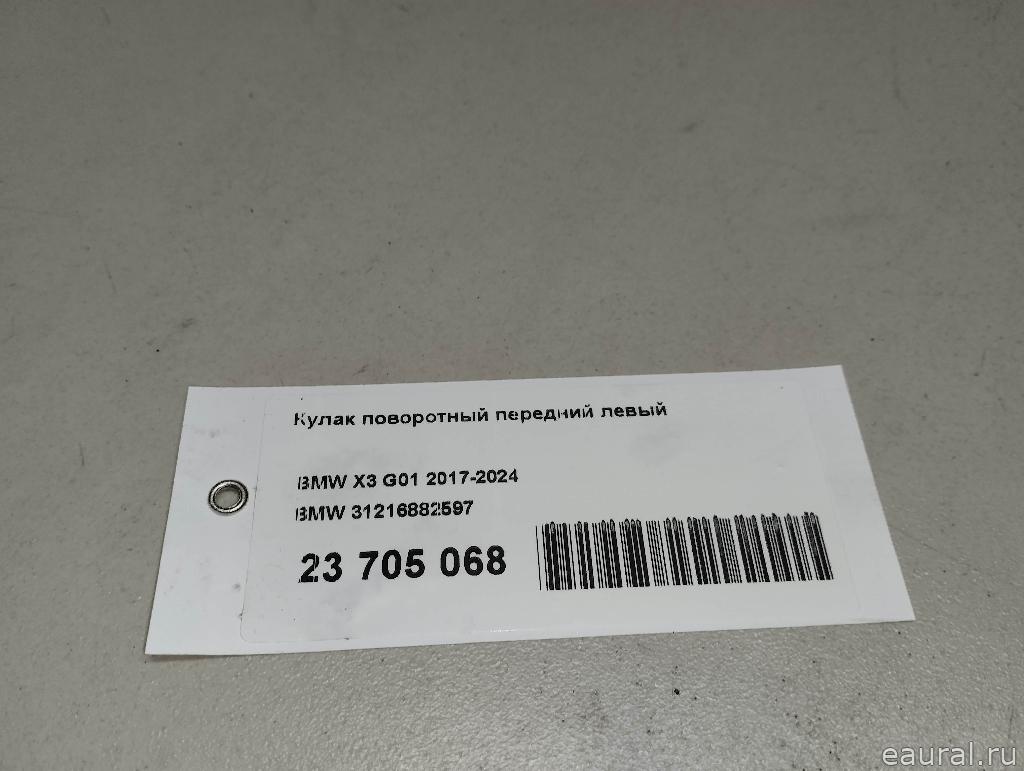 Кулак поворотный передний левый
BMW X3 G01 2017-2024
BMW 31216882597
23 705 068
eaural.ru